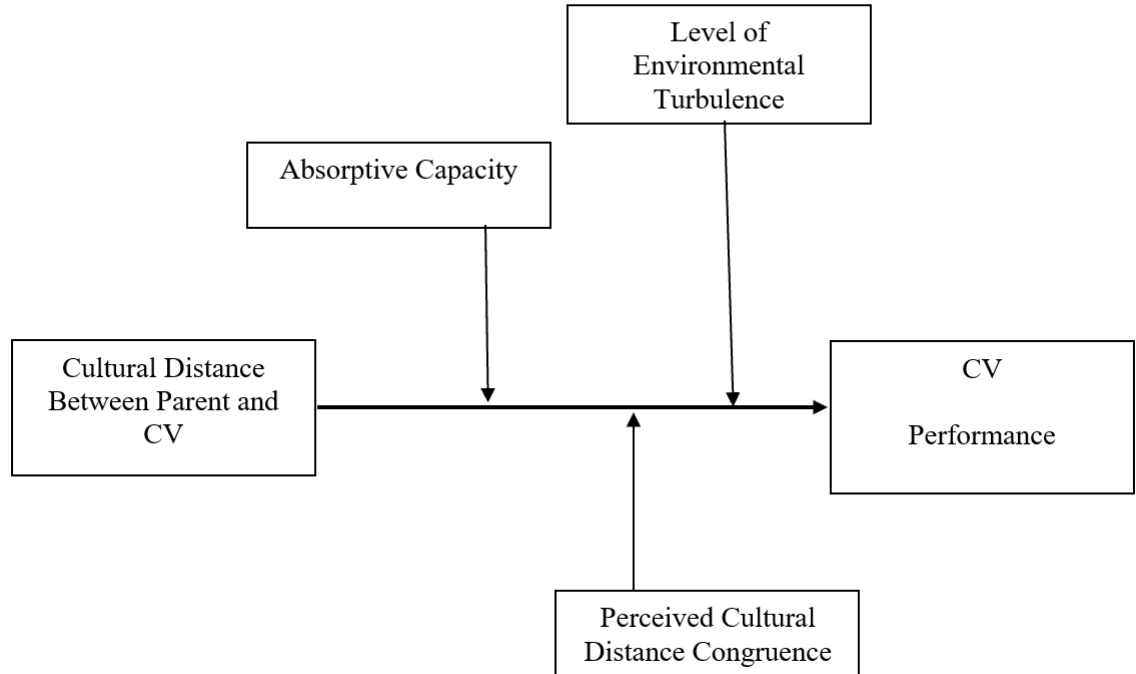 Level of
Environmental
Turbulence
Absorptive Capacity
Cultural Distance
Between Parent and
CV
CV
Performance
Perceived Cultural
Distance Congruence